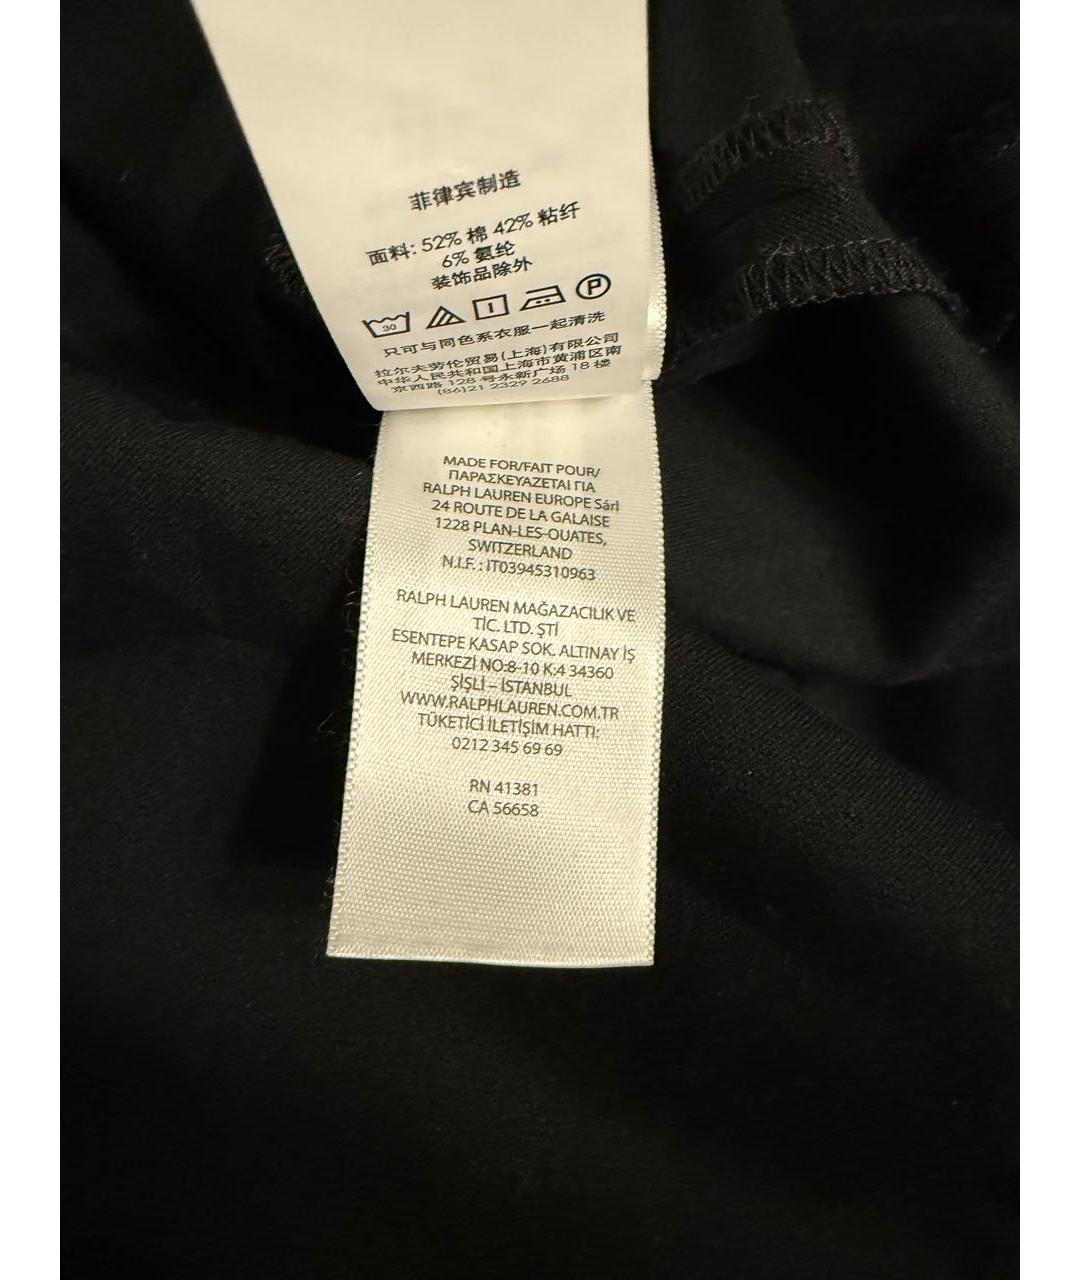 菲律宾制造
面料: 52% 棉 42% 粘纤
6% 氨纶
装饰品除外
30 P
只可与同色系衣服一起清洗
拉尔夫劳伦贸易(上海)有限公司
中华人民共和国上海市黄浦区南
京西路 128 号永新广场 18 楼
(86)21 2329 2688
MADE FOR/FAIT POUR/
ΠΑΡΑΣΚΕΥΑΖΕΤΑΙ ΓΙΑ
RALPH LAUREN EUROPE Sárl
24 ROUTE DE LA GALAISE
1228 PLAN-LES-OUATES,
SWITZERLAND
N.I.F. : IT03945310963
RALPH LAUREN MAĞAZACILIK VE
TİC. LTD. ŞTİ
ESENTEPE KASAP SOK. ALTINAY İŞ
MERKEZİ NO:8-10 K:4 34360
ŞİŞLİ – İSTANBUL
WWW.RALPHLAUREN.COM.TR
TÜKETİCİ İLETİŞİM HATTI:
0212 345 69 69
RN 41381
CA 56658